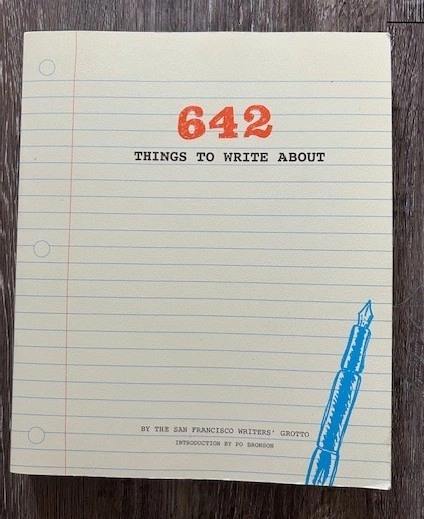 642
THINGS TO WRITE ABOUT
BY THE SAN FRANCISCO WRITERS' GROTTO
INTRODUCTION BY PO BRONSON